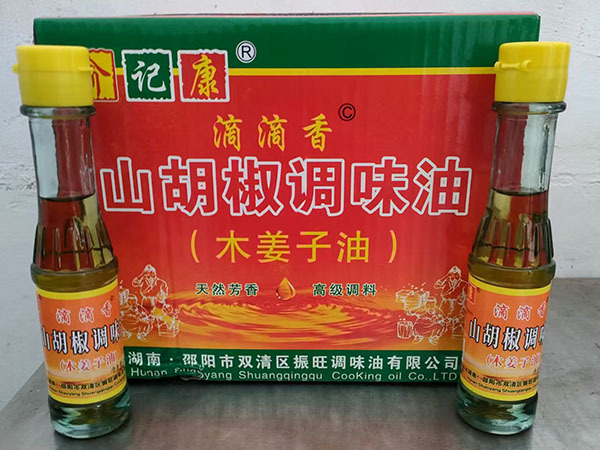 记康®
滴滴香©
山胡椒调味油
（木姜子油）
天然芳香 高级调料
湖南·邵阳市双清区振旺调味油有限公司
Hunan Shaoyang Shuangqingqu CooKing oil Co.,LTD
滴滴香
山胡椒调味
（木姜子油
滴滴香
山胡椒调味
（木姜子油